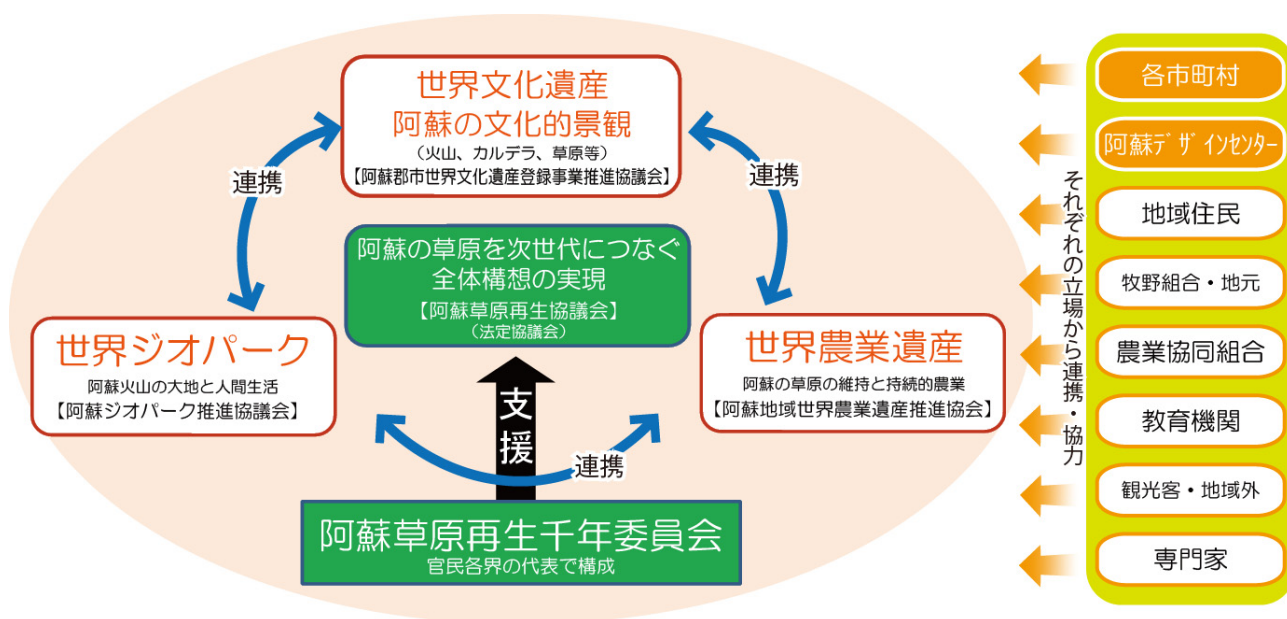 世界文化遺産
阿蘇の文化的景観
（火山、カルデラ、草原等）
【阿蘇郡市世界文化遺産登録事業推進協議会】
連携
連携
阿蘇の草原を次世代につなぐ
全体構想の実現
【阿蘇草原再生協議会】
（法定協議会）
世界ジオパーク
阿蘇火山の大地と人間生活
【阿蘇ジオパーク推進協議会】
世界農業遺産
阿蘇の草原の維持と持続的農業
【阿蘇地域世界農業遺産推進協会】
支援
連携
阿蘇草原再生千年委員会
官民各界の代表で構成
それぞれの立場から連携・協力
各市町村
阿蘇デザインセンター
地域住民
牧野組合・地元
農業協同組合
教育機関
観光客・地域外
専門家